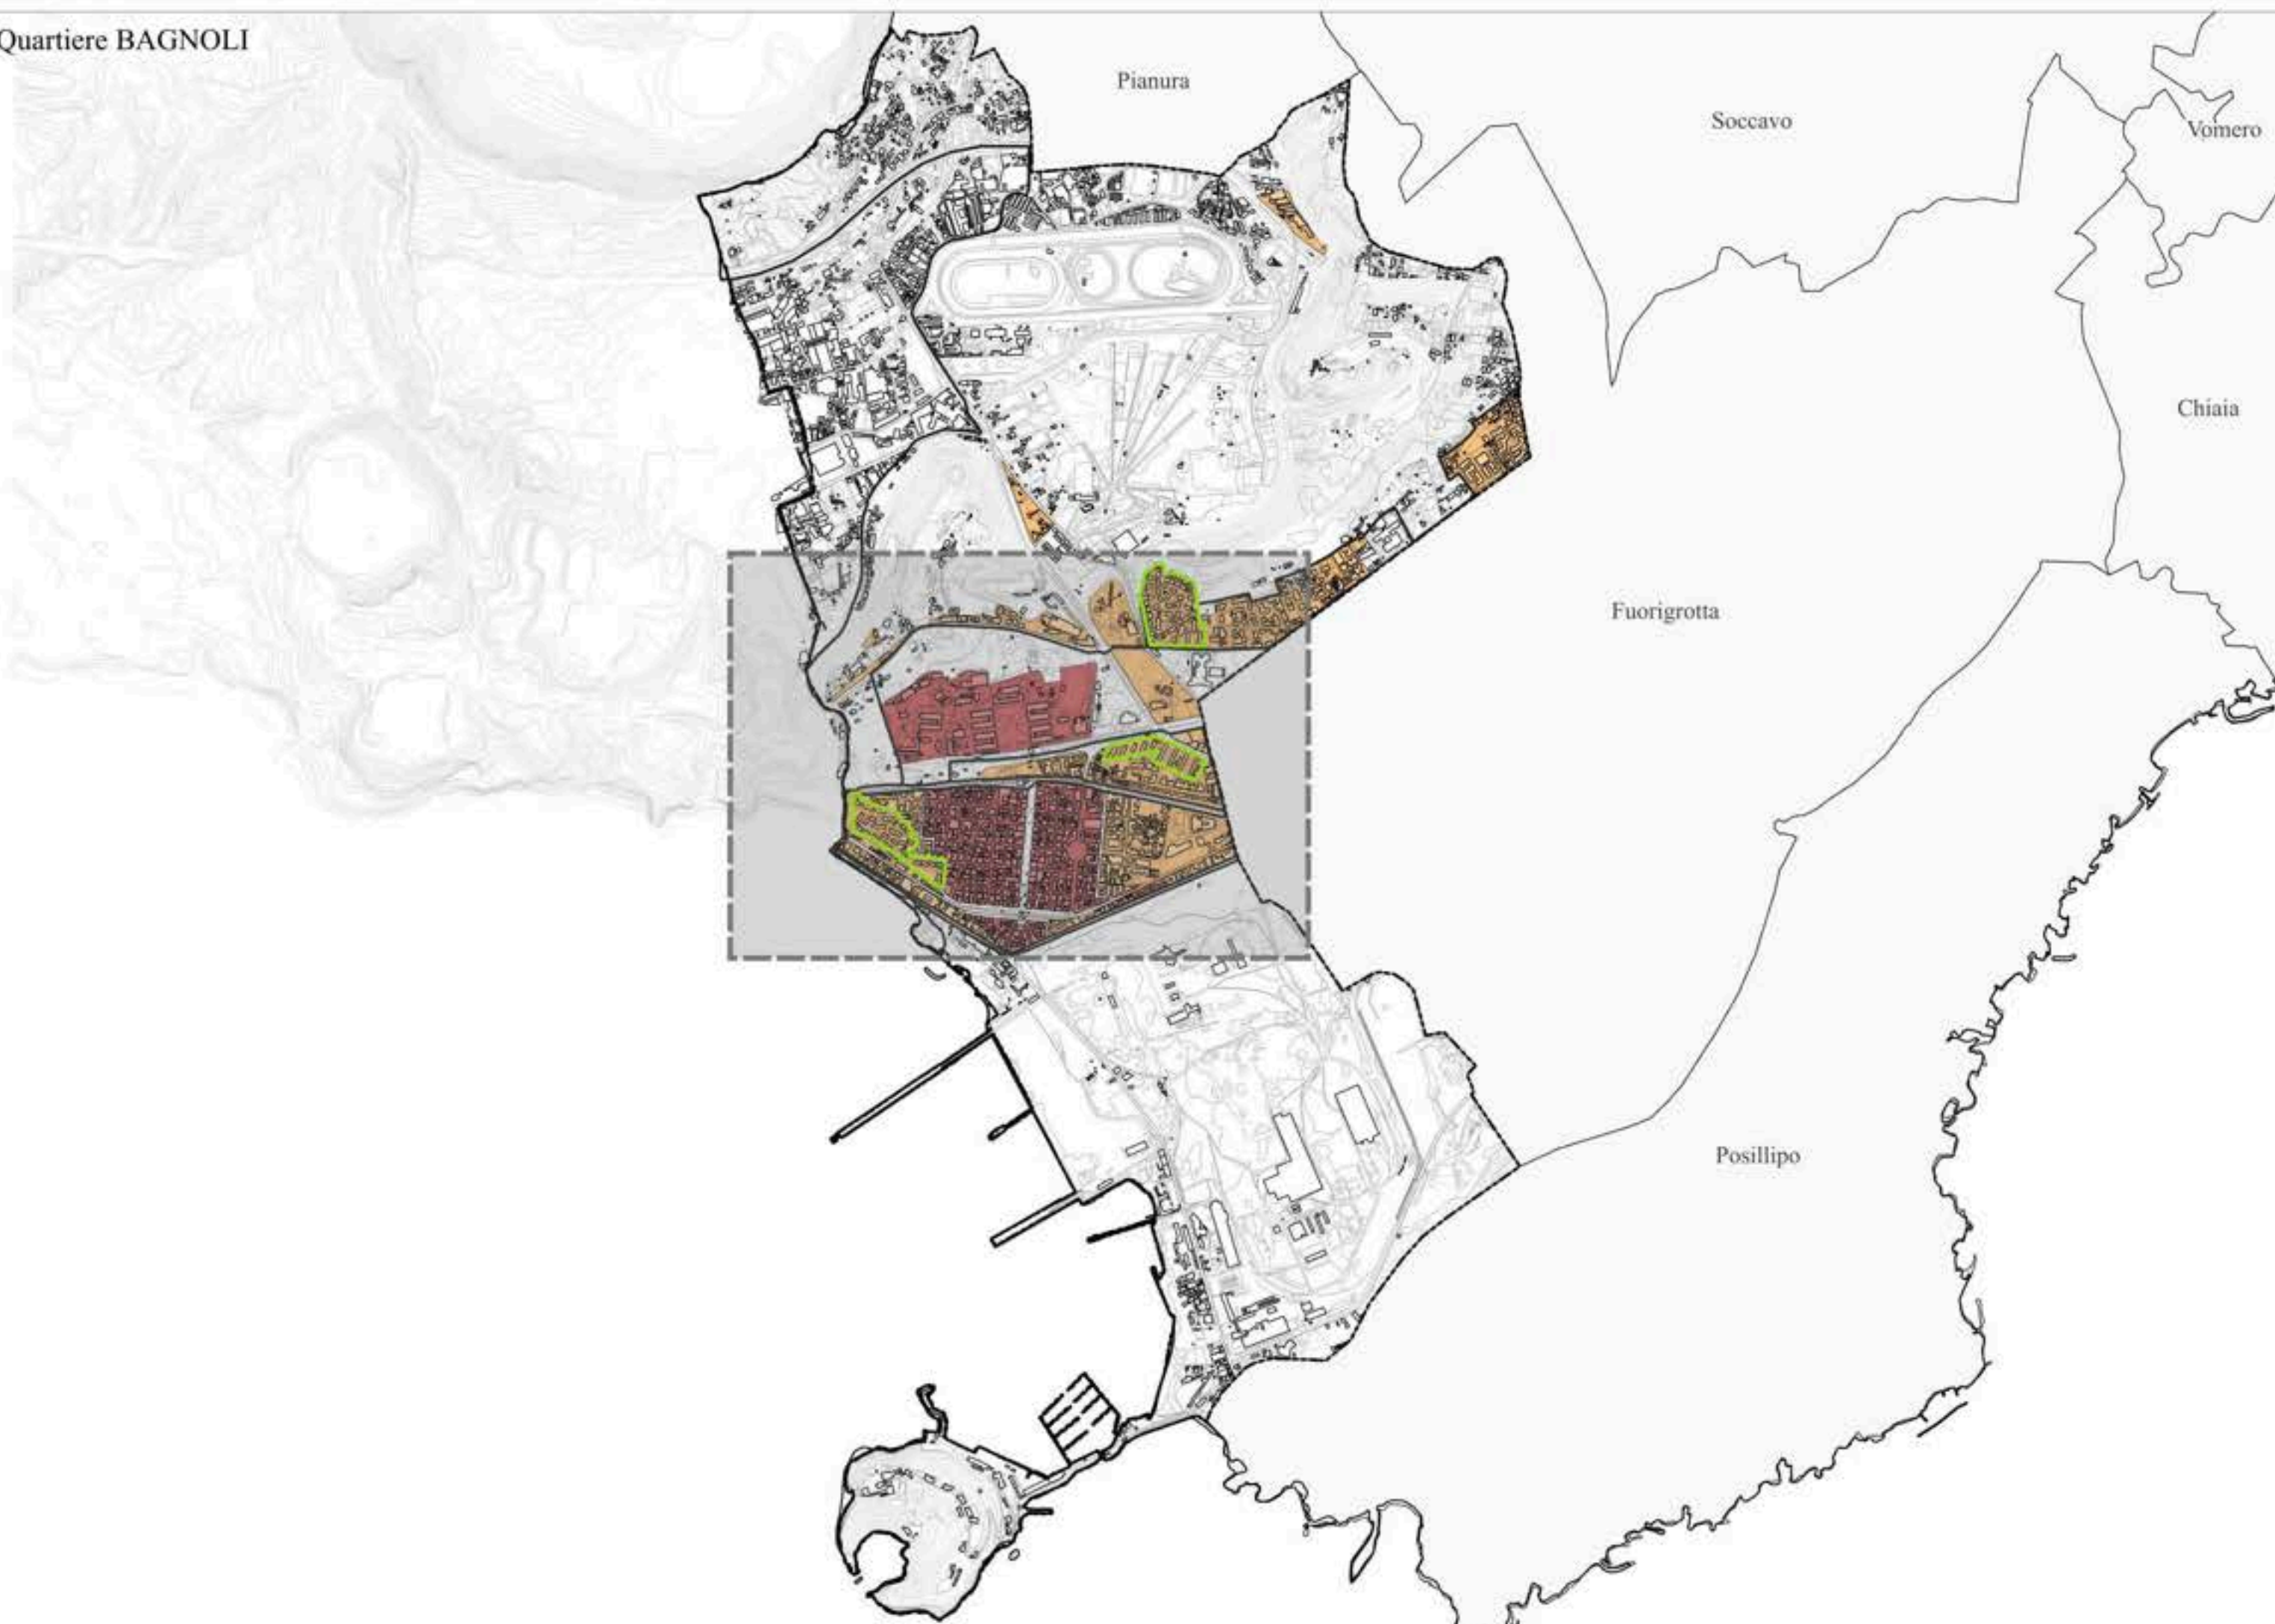 Quartiere BAGNOLI
Pianura
Soccavo
Vomero
Chiaia
Fuorigrotta
Posillipo